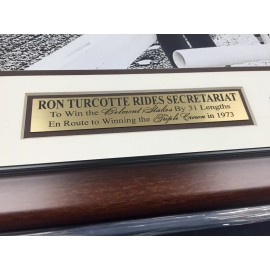 RON TURCOTTE RIDES SECRETARIAT
To Win the Belmont Stakes By 31 Lengths
En Route to Winning the Triple Crown in 1973